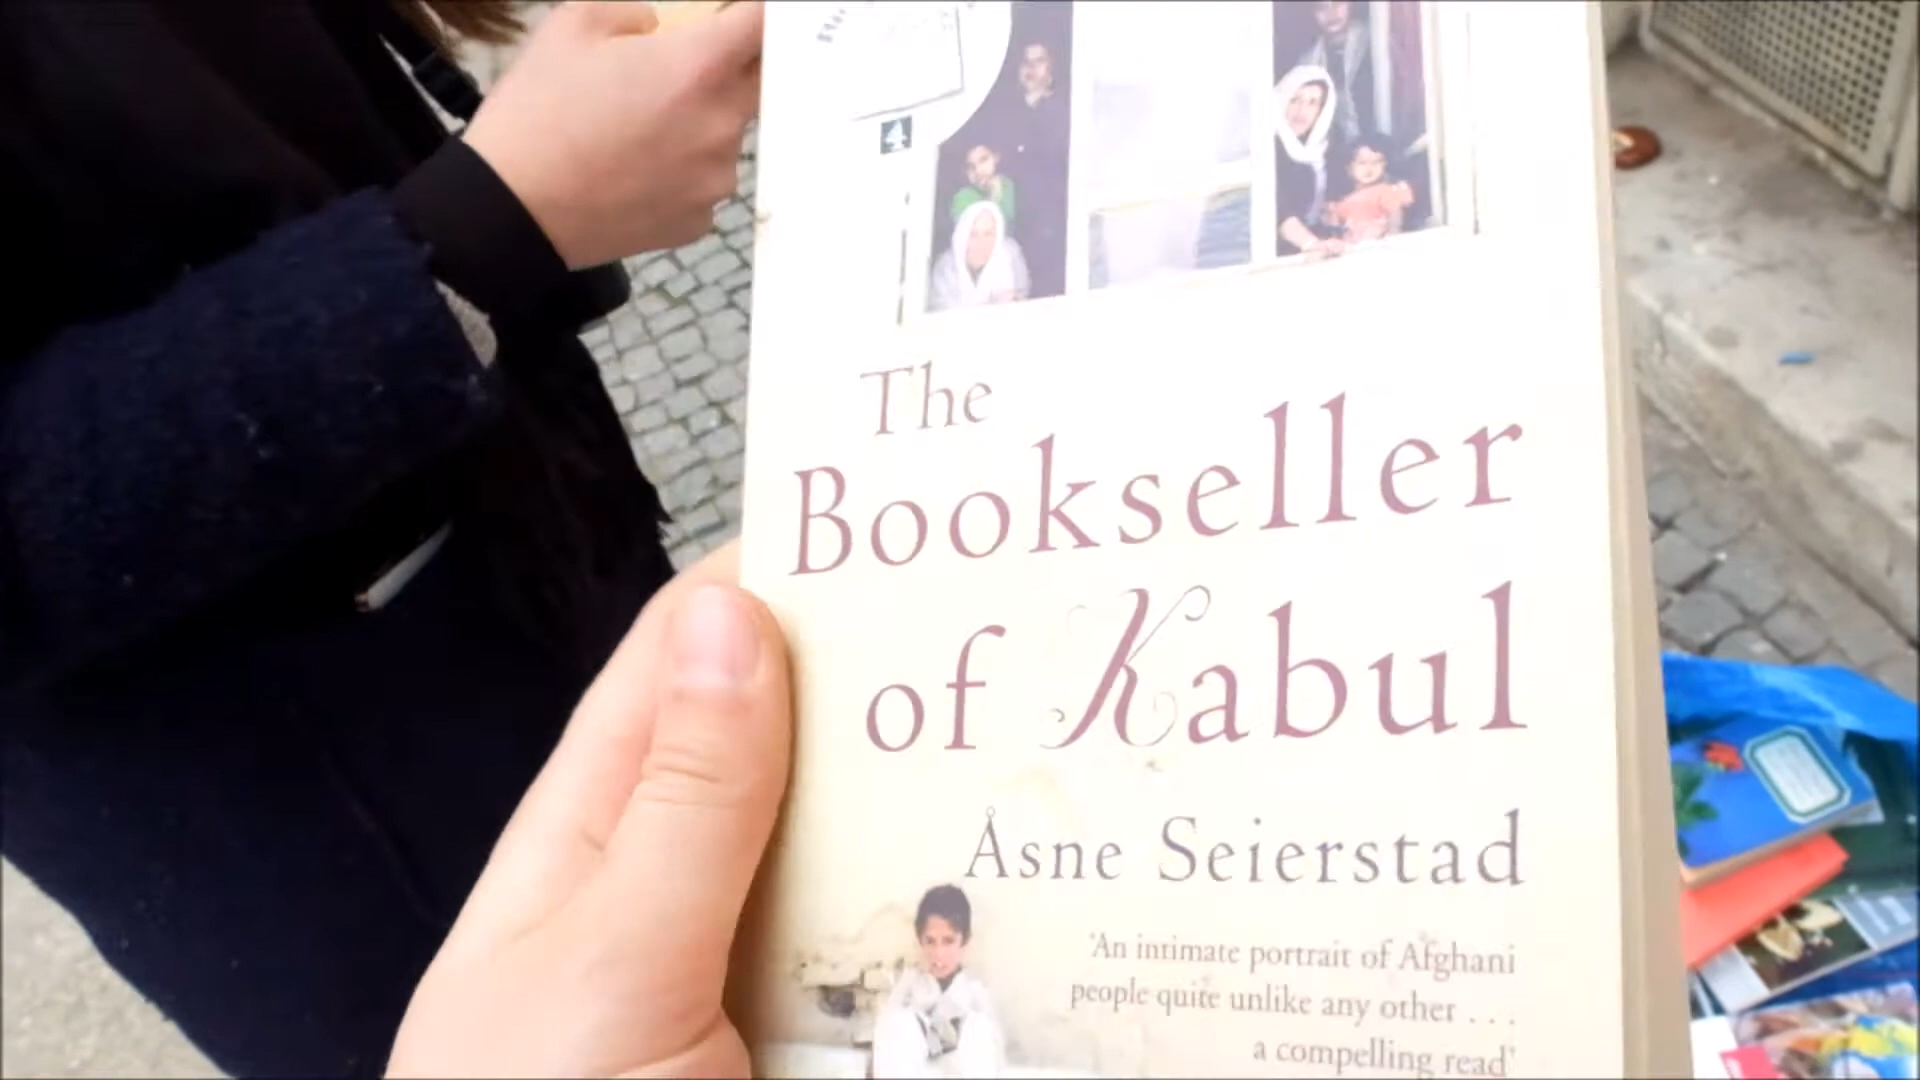 The
Bookseller
of Kabul
Åsne Seierstad
'An intimate portrait of Afghani
people quite unlike any other . . .
a compelling read'